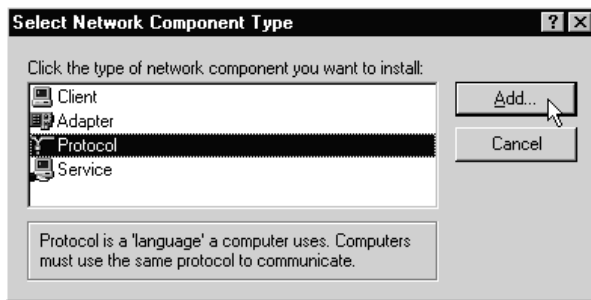 Select Network Component Type
Click the type of network component you want to install:
Client
Adapter
Protocol
Service
Add...
Cancel
Protocol is a 'language' a computer uses. Computers
must use the same protocol to communicate.